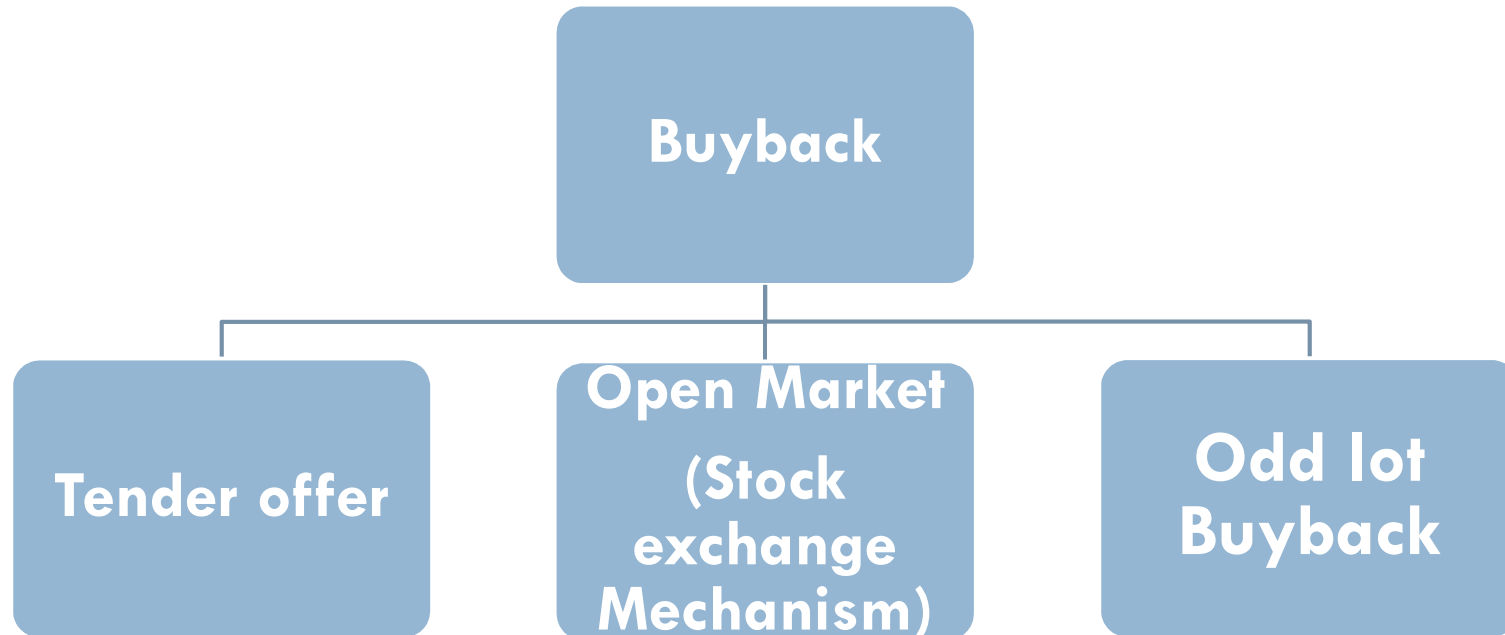 Buyback
Tender offer
Open Market
(Stock
exchange
Mechanism)
Odd lot
Buyback